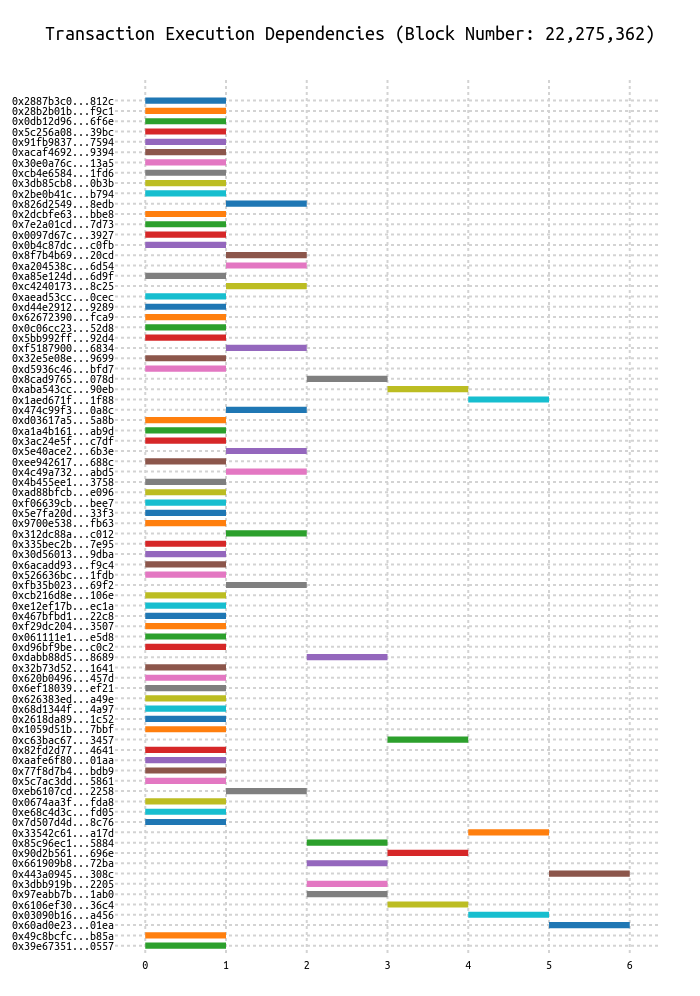 Transaction Execution Dependencies (Block Number: 22,275,362)
0x2887b3c0...812c
0x28b2b01b...f9c1
0x0db12d96...6f6e
0x5c256a08...39bc
0x91fb9837...7594
0xacaf4692...9394
0x30e0a76c...13a5
0xcb4e6584...1fd6
0x3db85cb8...0b3b
0x2be0b41c...b794
0x826d2549...8edb
0x2dcbfe63...bbe8
0x7e2a01cd...7d73
0x0097d67c...3927
0x0b4c87dc...c0fb
0x8f7b4b69...20cd
0xa204538c...6d54
0xa85e124d...6d9f
0xc4240173...8c25
0xaead53cc...0cec
0xd44e2912...9289
0x62672390...fca9
0x0c06cc23...52d8
0x5bb992ff...92d4
0xf5187900...6834
0x32e5e08e...9699
0xd5936c46...bfd7
0x8cad9765...078d
0xaba543cc...90eb
0x1aed671f...1f88
0x474c99f3...0a8c
0xd03617a5...5a8b
0xa1a4b161...ab9d
0x3ac24e5f...c7df
0x5e40ace2...6b3e
0xee942617...688c
0x4c49a732...abd5
0x4b455ee1...3758
0xad88bfcb...e096
0xf06639cb...bee7
0x5e7fa20d...33f3
0x9700e538...fb63
0x312dc88a...c012
0x335bec2b...7e95
0x30d56013...9dba
0x6acadd93...f9c4
0x526636bc...1fdb
0xfb35b023...69f2
0xcb216d8e...106e
0xe12ef17b...ec1a
0x467bfbd1...22c8
0xf29dc204...3507
0x061111e1...e5d8
0xd96bf9be...c0c2
0xdabb88d5...8689
0x32b73d52...1641
0x620b0496...457d
0x6ef18039...ef21
0x626383ed...a49e
0x68d1344f...4a97
0x2618da89...1c52
0x1059d51b...7bbf
0xc63bac67...3457
0x82fd2d77...4641
0xaafe6f80...01aa
0x77f8d7b4...bdb9
0x5c7ac3dd...5861
0xeb6107cd...2258
0x0674aa3f...fda8
0xe68c4d3c...fd05
0x7d507d4d...8c76
0x33542c61...a17d
0x85c96ec1...5884
0x90d2b561...696e
0x661909b8...72ba
0x443a0945...308c
0x3dbb919b...2205
0x97eabb7b...1ab0
0x6106ef30...36c4
0x03090b16...a456
0x60ad0e23...01ea
0x49c8bcfc...b85a
0x39e67351...0557
0 1 2 3 4 5 6